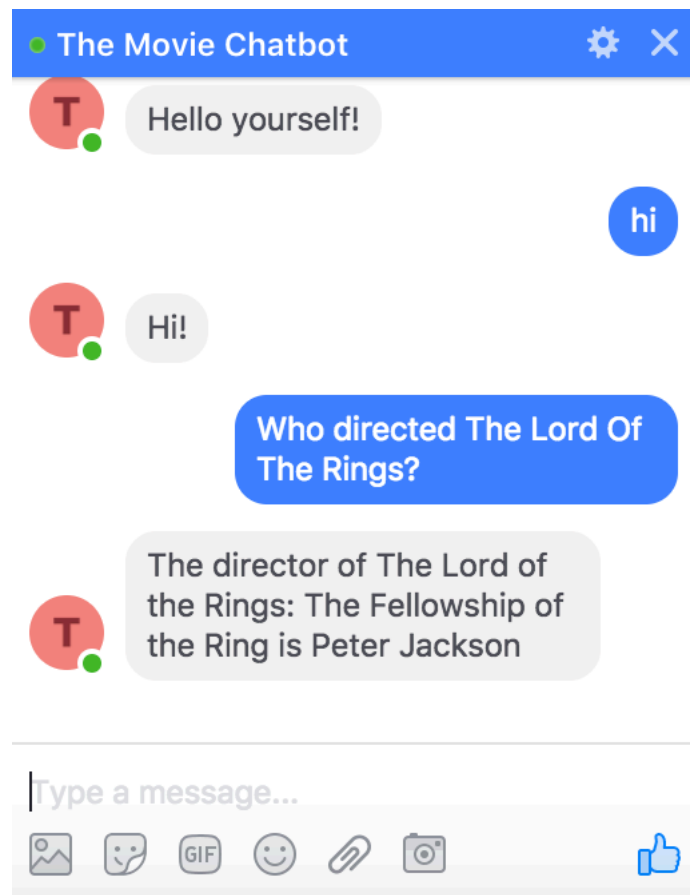 The Movie Chatbot
T
Hello yourself!
hi
T
Hi!
Who directed The Lord Of
The Rings?
The director of The Lord of
the Rings: The Fellowship of
the Ring is Peter Jackson
T
Type a message...
GIF